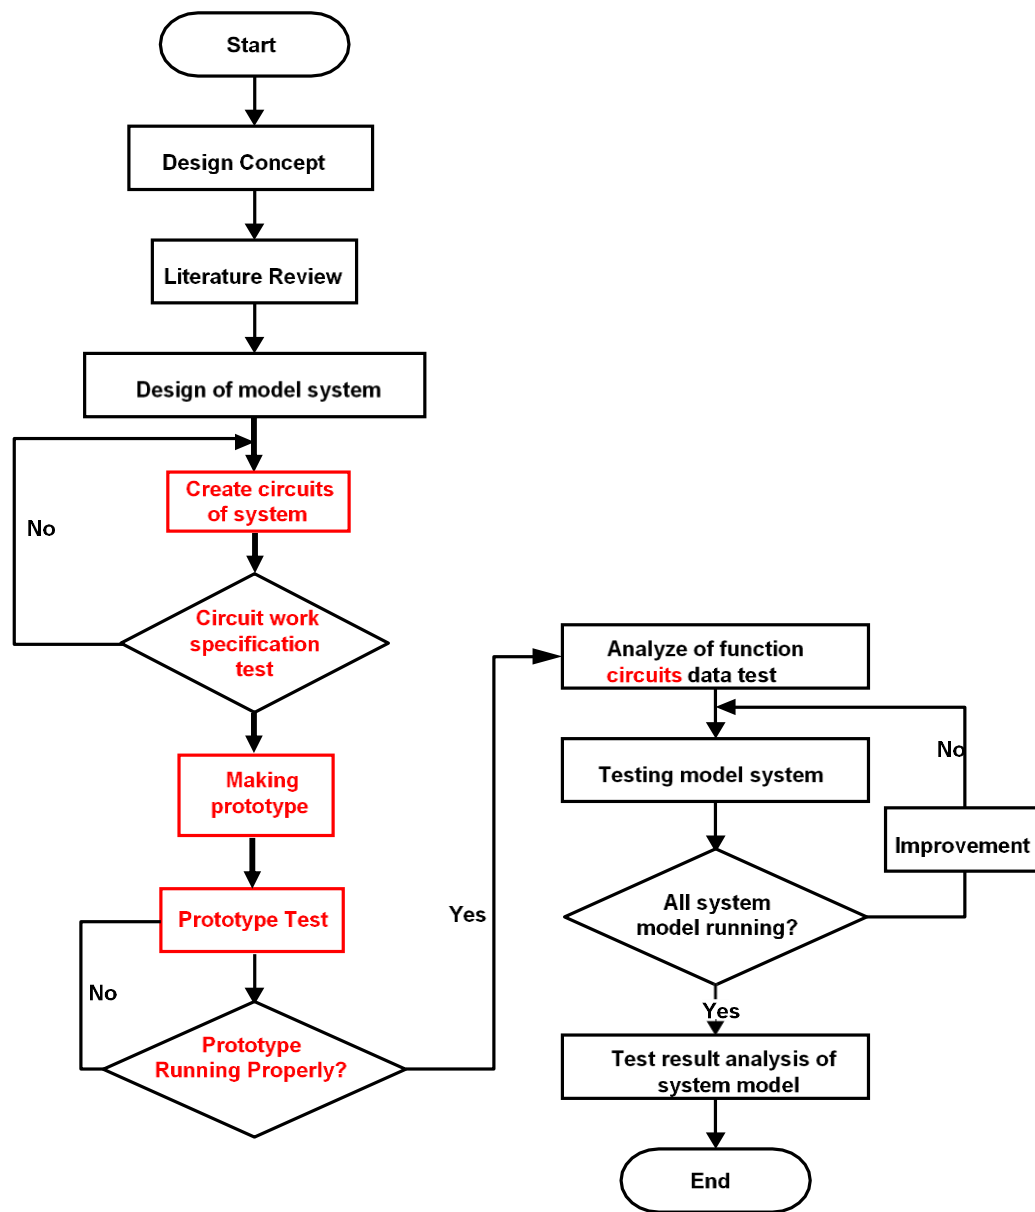 Start
Design Concept
Literature Review
Design of model system
Create circuits
of system
No
Circuit work
specification
test
Making
prototype
Prototype Test
No
Prototype
Running Properly?
Yes
Analyze of function
circuits data test
No
Testing model system
Improvement
All system
model running?
Yes
Test result analysis of
system model
End